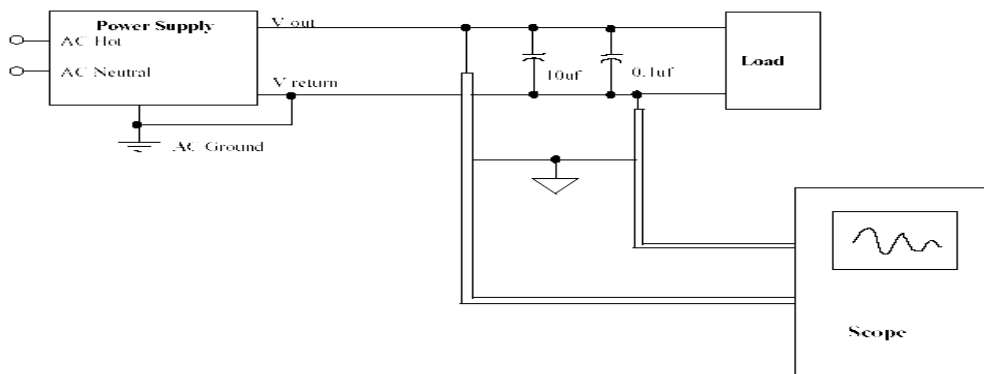 Power Supply
V out
AC Hot
AC Neutral
V return
10uf
0.1uf
Load
AC Ground
Scope